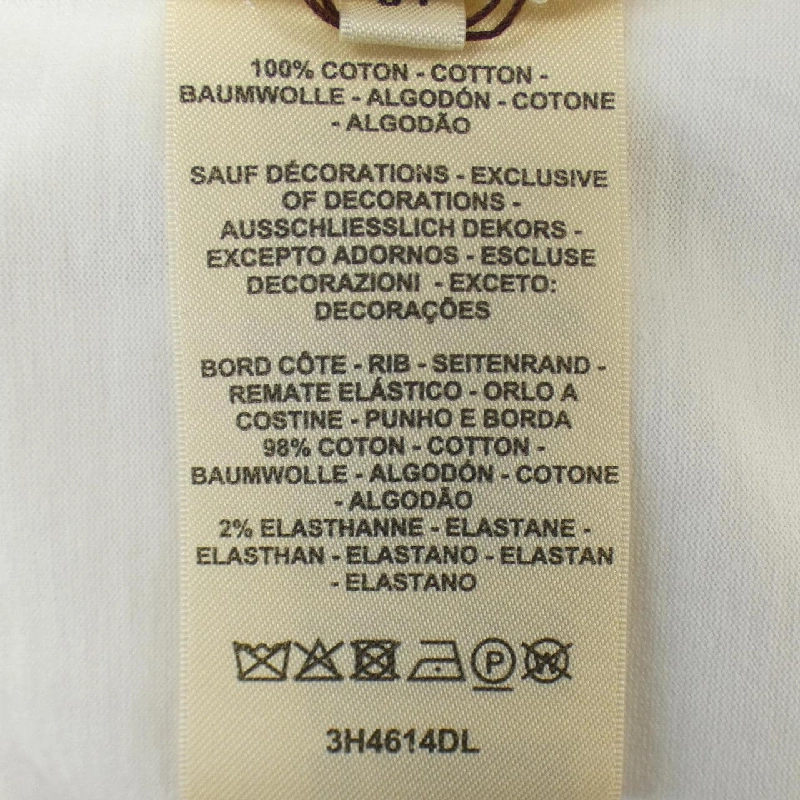 100% COTON - COTTON -
BAUMWOLLE - ALGODÓN - COTONE
- ALGODÃO
SAUF DÉCORATIONS - EXCLUSIVE
OF DECORATIONS -
AUSSCHLIESSLICH DEKORS -
EXCEPTO ADORNOS - ESCLUSE
DECORAZIONI - EXCETO:
DECORAÇÕES
BORD CÔTE - RIB - SEITENRAND -
REMATE ELÁSTICO - ORLO A
COSTINE - PUNHO E BORDA
98% COTON - COTTON -
BAUMWOLLE - ALGODÓN - COTONE
- ALGODÃO
2% ELASTHANNE - ELASTANE -
ELASTHAN - ELASTANO - ELASTAN
- ELASTANO
P W
3H4614DL